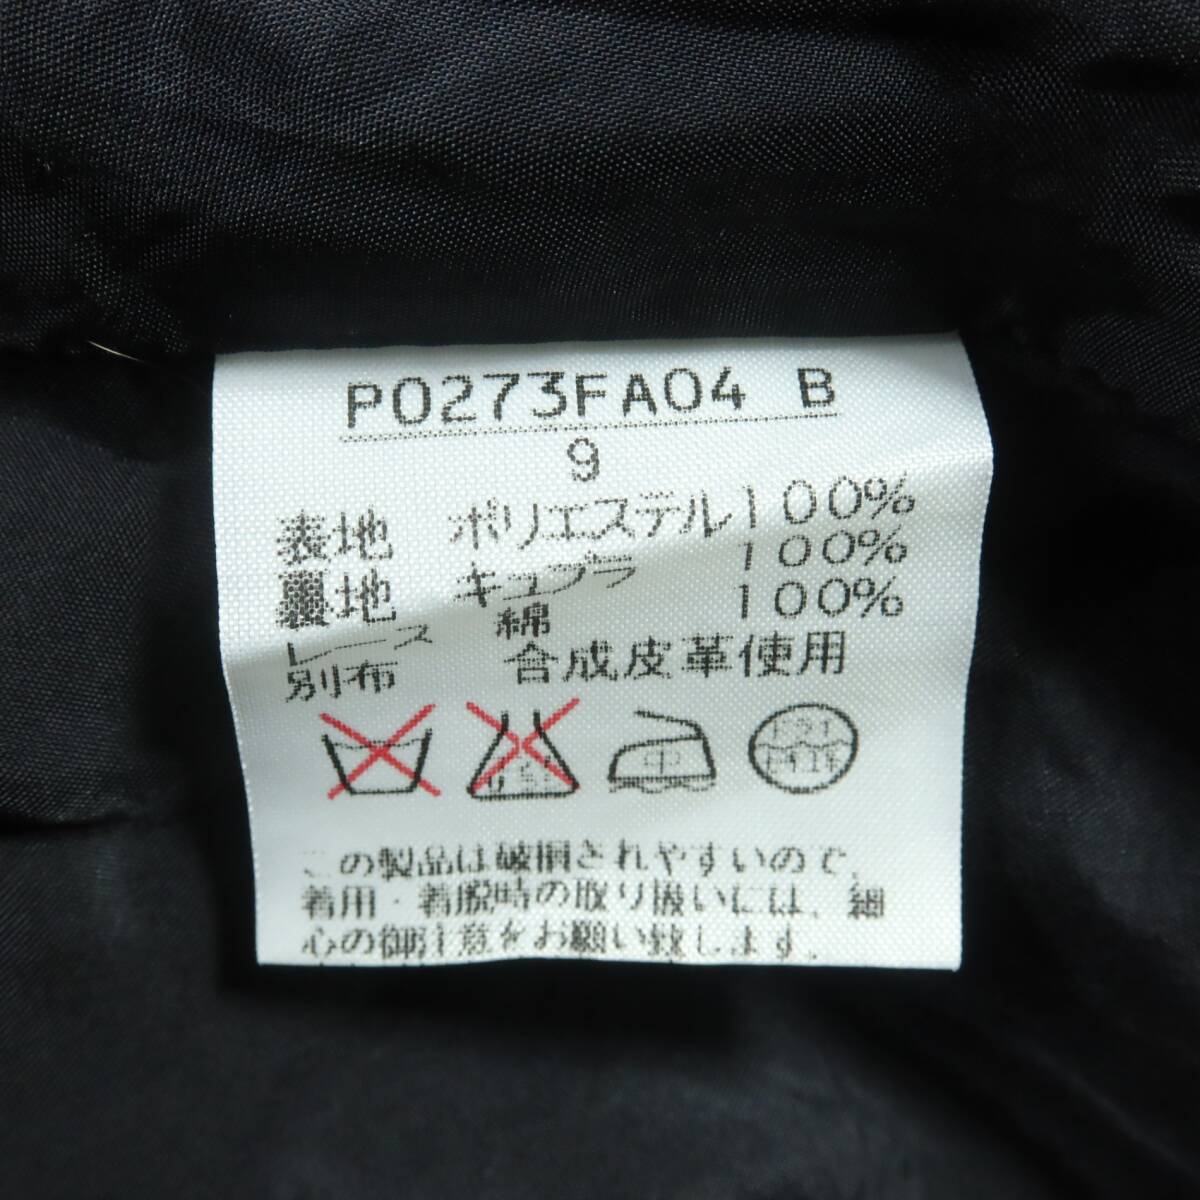 P0273FA04 B
9
表地 ポリエステル100%
裏地 キュプラ 100%
レース 綿 100%
別布 合成皮革使用
中
この製品は破損されやすいので、
着用・着脱時の取り扱いには、細
心の御注意をお願い致します。